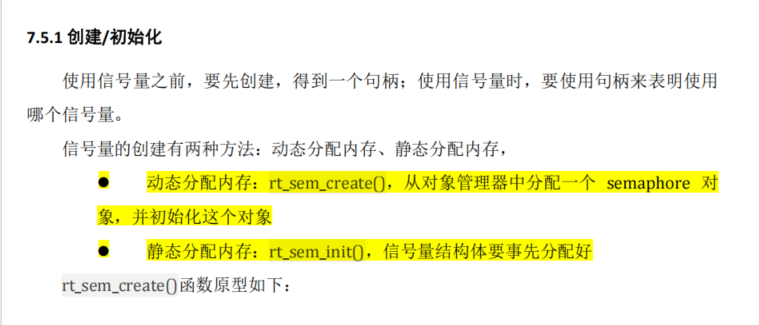 7.5.1 创建/初始化
使用信号量之前，要先创建，得到一个句柄；使用信号量时，要使用句柄来表明使用
哪个信号量。
信号量的创建有两种方法：动态分配内存、静态分配内存，
● 动态分配内存：rt_sem_create()，从对象管理器中分配一个 semaphore 对
象，并初始化这个对象
● 静态分配内存：rt_sem_init()，信号量结构体要事先分配好
rt_sem_create()函数原型如下：